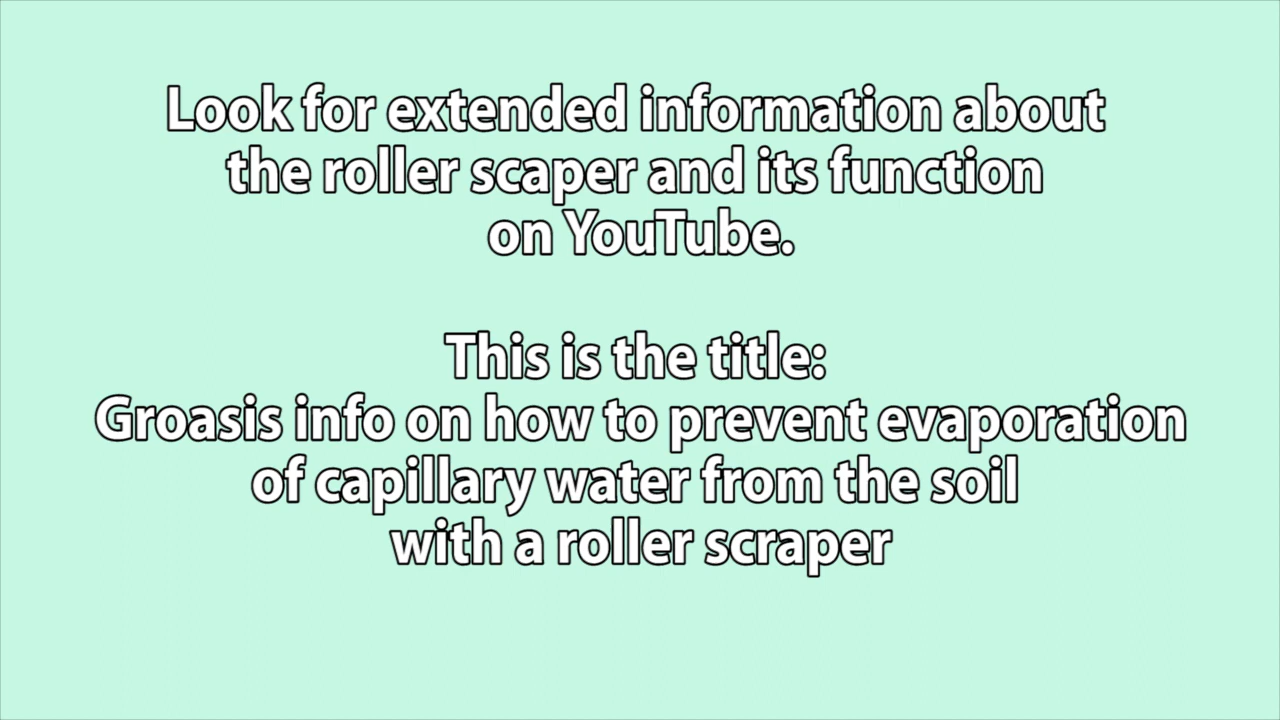 Look for extended information about
the roller scaper and its function
on YouTube.
This is the title:
Groasis info on how to prevent evaporation
of capillary water from the soil
with a roller scraper